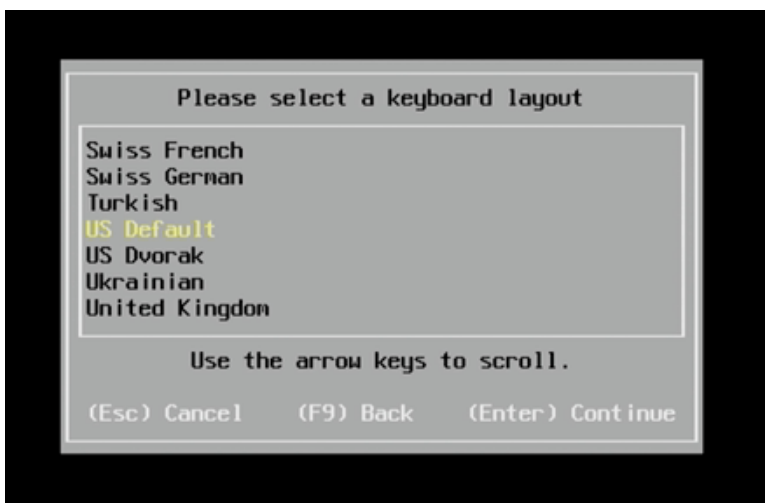 Please select a keyboard layout
Swiss French
Swiss German
Turkish
US Default
US Dvorak
Ukrainian
United Kingdom
Use the arrow keys to scroll.
(Esc) Cancel (F9) Back (Enter) Continue